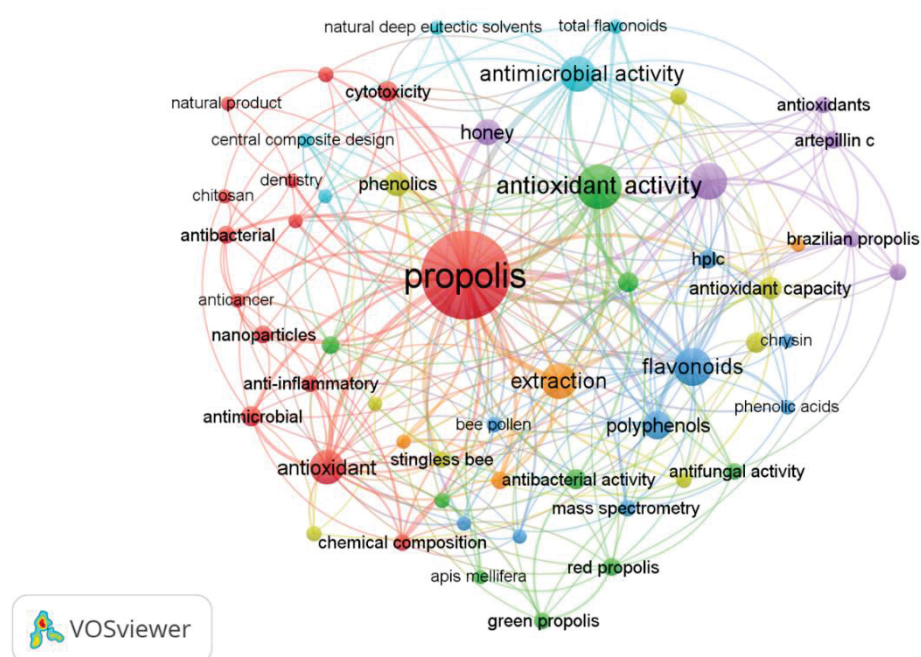 natural deep eutectic solvents
total flavonoids
antimicrobial activity
cytotoxicity
natural product
antioxidants
honey
artepillin c
central composite design
dentistry
phenolics
antioxidant activity
chitosan
antibacterial
brazilian propolis
hplc
propolis
antioxidant capacity
anticancer
nanoparticles
chrysin
flavonoids
extraction
anti-inflammatory
phenolic acids
antimicrobial
bee pollen
polyphenols
stingless bee
antioxidant
antifungal activity
antibacterial activity
mass spectrometry
chemical composition
red propolis
apis mellifera
green propolis
VOSviewer